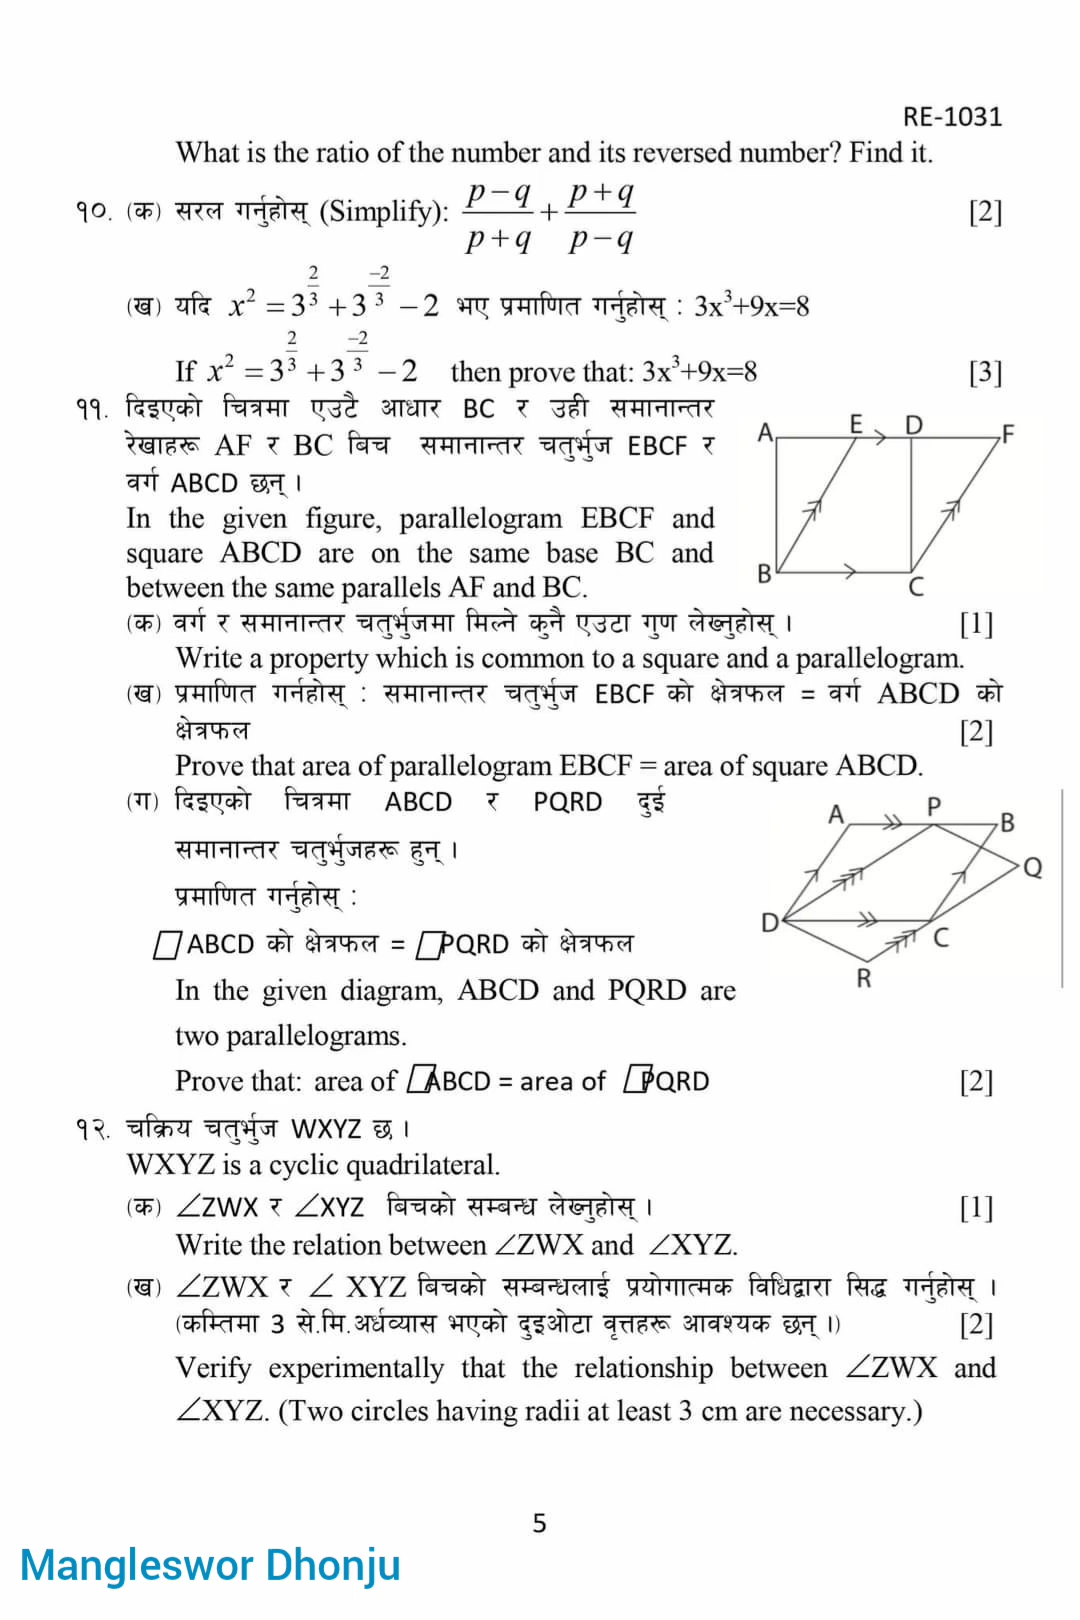 RE-1031
What is the ratio of the number and its reversed number? Find it.
१०. (क) सरल गर्नुहोस् (Simplify): \frac{p-q}{p+q} + \frac{p+q}{p-q} [2]
(ख) यदि x² = 3^{\frac{2}{3}} + 3^{\frac{-2}{3}} - 2 भए प्रमाणित गर्नुहोस् : 3x³+9x=8
If x² = 3^{\frac{2}{3}} + 3^{\frac{-2}{3}} - 2 then prove that: 3x³+9x=8 [3]
११. दिइएको चित्रमा एउटै आधार BC र उही समानान्तर
रेखाहरू AF र BC बिच समानान्तर चतुर्भुज EBCF र
वर्ग ABCD छन् ।
In the given figure, parallelogram EBCF and
square ABCD are on the same base BC and
between the same parallels AF and BC.
A E D F
B C
(क) वर्ग र समानान्तर चतुर्भुजमा मिल्ने कुनै एउटा गुण लेख्नुहोस् । [1]
Write a property which is common to a square and a parallelogram.
(ख) प्रमाणित गर्नहोस् : समानान्तर चतुर्भुज EBCF को क्षेत्रफल = वर्ग ABCD को
क्षेत्रफल [2]
Prove that area of parallelogram EBCF = area of square ABCD.
(ग) दिइएको चित्रमा ABCD र PQRD दुई
समानान्तर चतुर्भुजहरू हुन् ।
प्रमाणित गर्नुहोस् :
▱ABCD को क्षेत्रफल = ▱PQRD को क्षेत्रफल
In the given diagram, ABCD and PQRD are
two parallelograms.
Prove that: area of ▱ABCD = area of ▱PQRD [2]
A P B
Q
D C
R
१२. चक्रिय चतुर्भुज WXYZ छ ।
WXYZ is a cyclic quadrilateral.
(क) ∠ZWX र ∠XYZ बिचको सम्बन्ध लेख्नुहोस् । [1]
Write the relation between ∠ZWX and ∠XYZ.
(ख) ∠ZWX र ∠ XYZ बिचको सम्बन्धलाई प्रयोगात्मक विधिद्वारा सिद्ध गर्नुहोस् ।
(कम्तिमा 3 से.मि.अर्धव्यास भएको दुइओटा वृत्तहरू आवश्यक छन् ।) [2]
Verify experimentally that the relationship between ∠ZWX and
∠XYZ. (Two circles having radii at least 3 cm are necessary.)
5
Mangleswor Dhonju